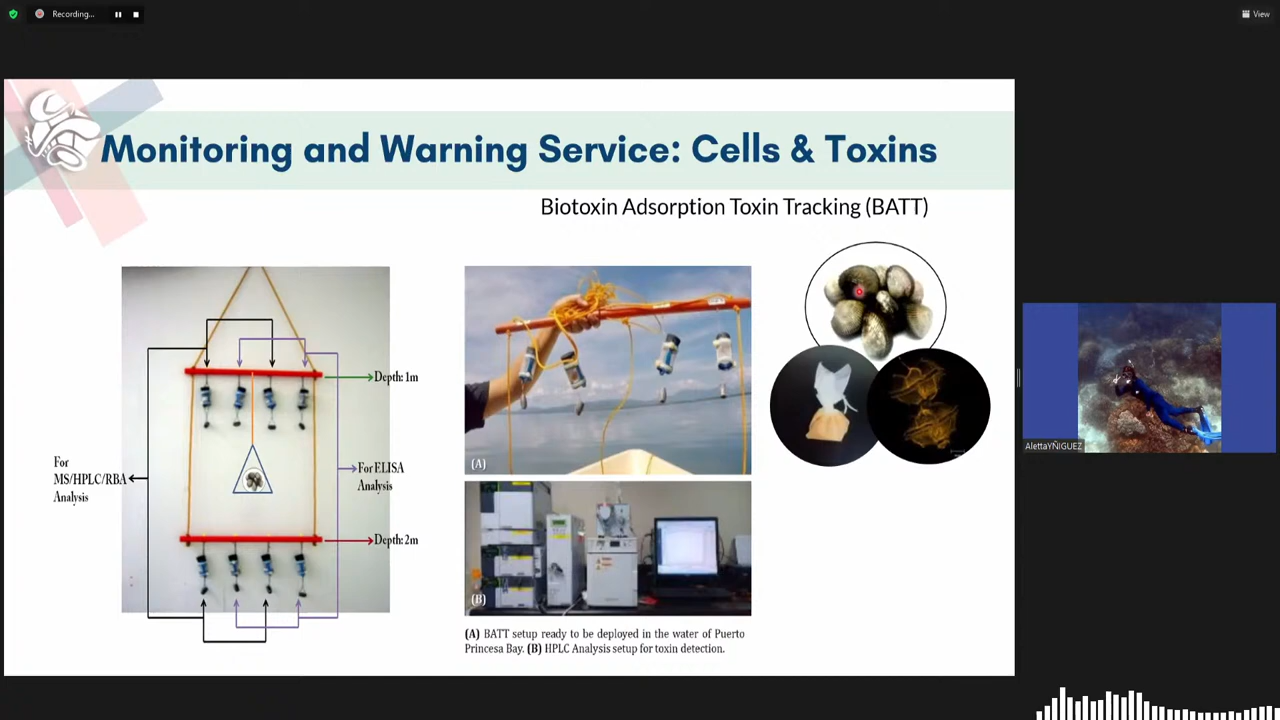 Recording...
View
Monitoring and Warning Service: Cells & Toxins
Biotoxin Adsorption Toxin Tracking (BATT)
Depth: 1m
For
MS/HPLC/RBA
Analysis
For ELISA
Analysis
Depth: 2m
(A)
(B)
(A) BATT setup ready to be deployed in the water of Puerto
Princesa Bay. (B) HPLC Analysis setup for toxin detection.
AlettaYÑIGUEZ